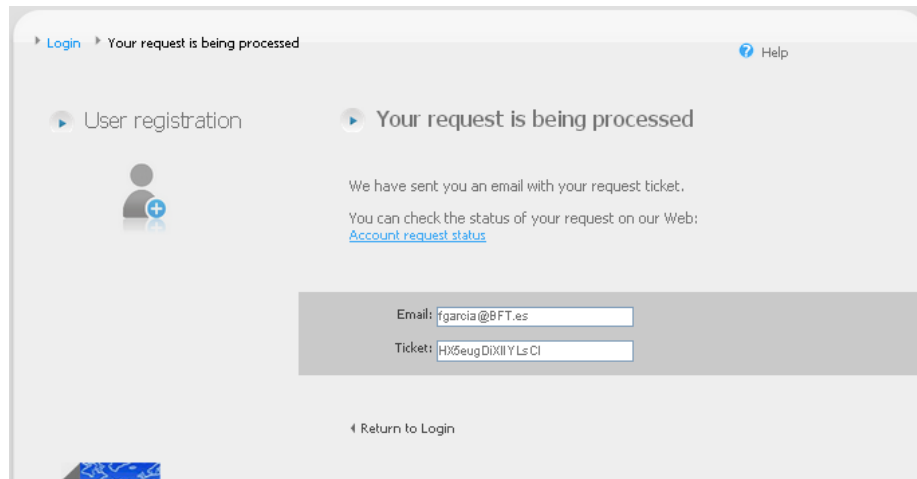 Login Your request is being processed
Help
User registration
Your request is being processed
We have sent you an email with your request ticket.
You can check the status of your request on our Web:
Account request status
Email: fgarcia@BFT.es
Ticket:
Return to Login